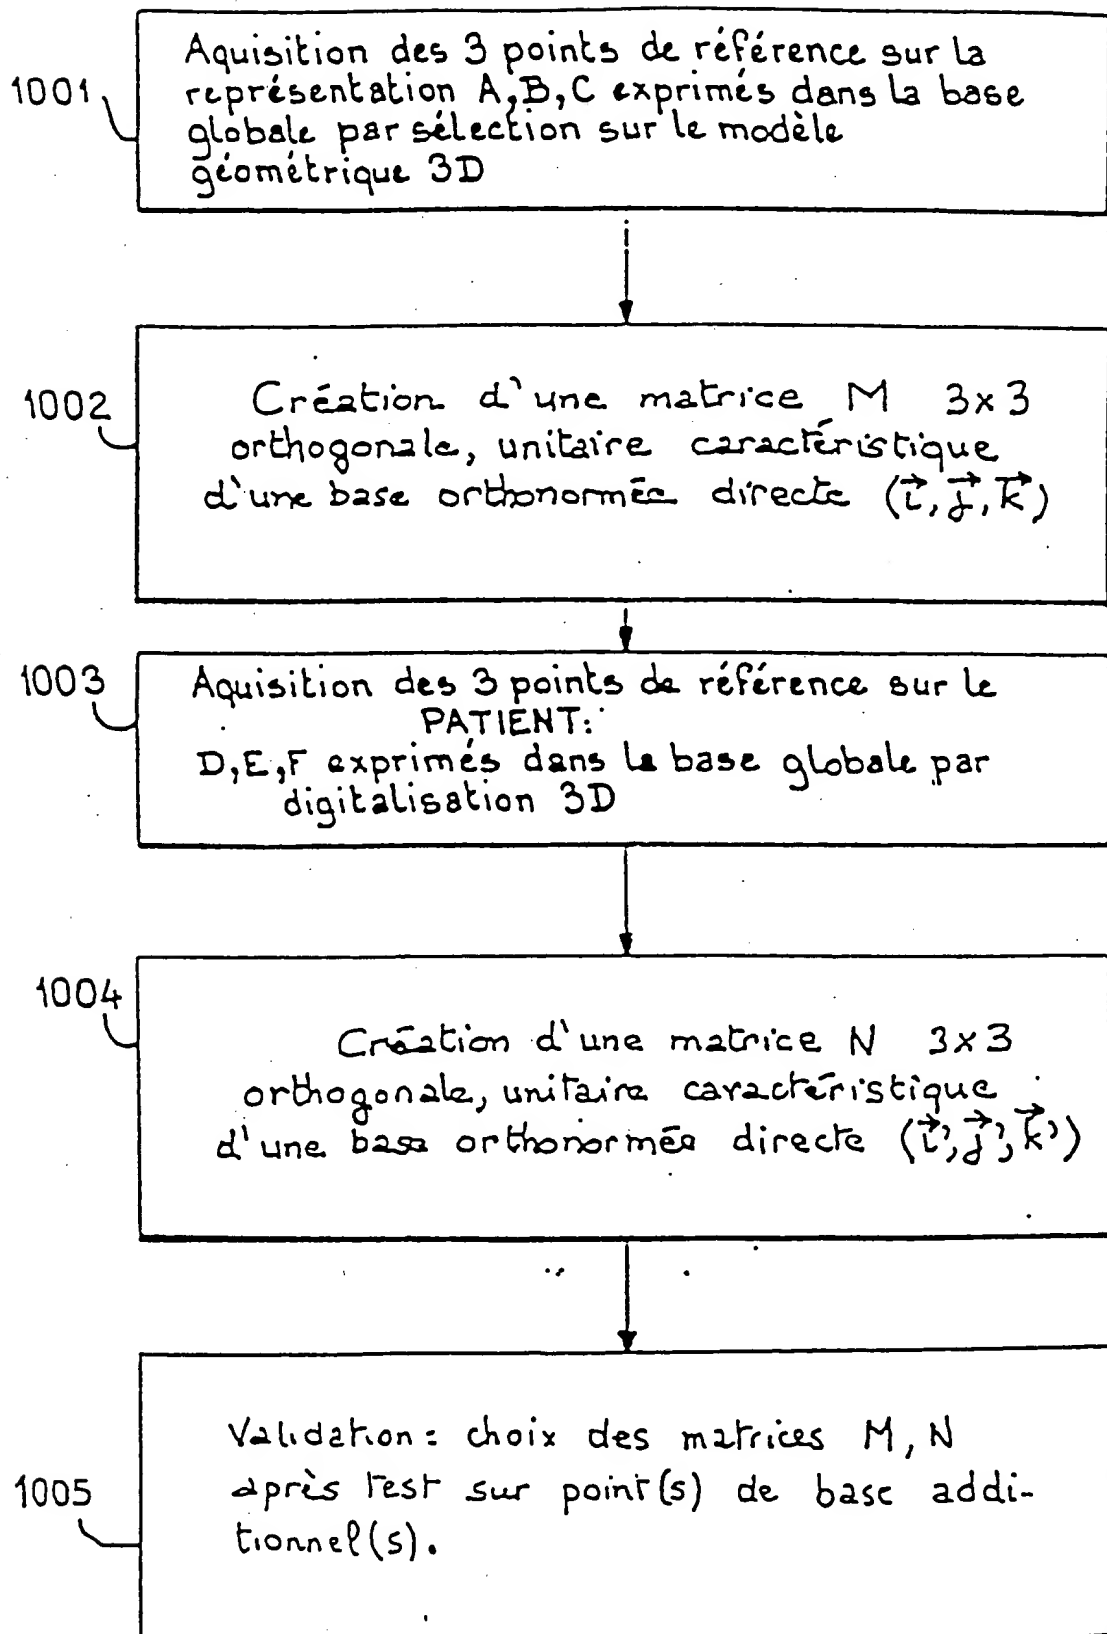 1001
Aquisition des 3 points de référence sur la
représentation A,B,C exprimés dans la base
globale par sélection sur le modèle
géométrique 3D
1002
Création d'une matrice M 3x3
orthogonale, unitaire caractéristique
d'une base orthonormée directe (i⃗, j⃗, k⃗)
1003
Aquisition des 3 points de référence sur le
PATIENT:
D,E,F exprimés dans la base globale par
digitalisation 3D
1004
Création d'une matrice N 3x3
orthogonale, unitaire caractéristique
d'une base orthonormée directe (i⃗', j⃗', k⃗')
1005
Validation: choix des matrices M, N
après test sur point(s) de base addi-
tionnel(s).